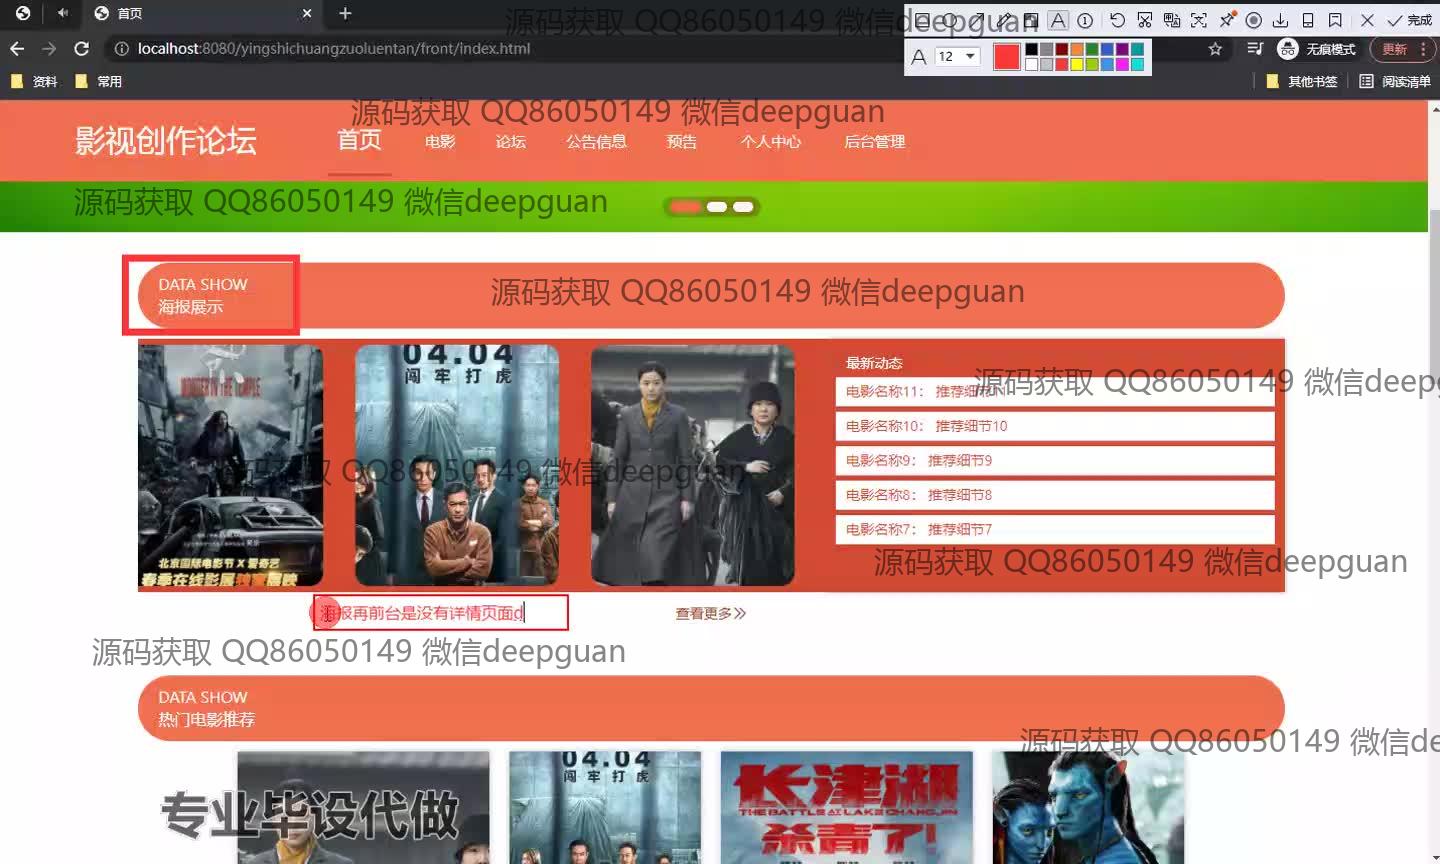 首页
完成
localhost:8080/yingshichuangzuoluentan/front/index.html
12
无痕模式
更新
资料
常用
其他书签
阅读清单
源码获取 QQ86050149 微信deepguan
源码获取 QQ86050149 微信deepguan
影视创作论坛
首页
电影
论坛
公告信息
预告
个人中心
后台管理
源码获取 QQ86050149 微信deepguan
DATA SHOW
海报展示
源码获取 QQ86050149 微信deepguan
04.04
闯牢打虎
MONSTER IN THE TEMPLE
北京国际电影节 X 爱奇艺
春季在线影展独家展映
最新动态
电影名称11： 推荐细节11
电影名称10： 推荐细节10
电影名称9： 推荐细节9
电影名称8： 推荐细节8
电影名称7： 推荐细节7
源码获取 QQ86050149 微信deep
源码获取 QQ86050149 微信deepguan
源码获取 QQ86050149 微信deepguan
海报再前台是没有详情页面d
查看更多
源码获取 QQ86050149 微信deepguan
DATA SHOW
热门电影推荐
源码获取 QQ86050149 微信de
04.04
闯牢打虎
长津湖
THE BATTLE AT LAKE CHANGJIN
杀青了!
专业毕设代做